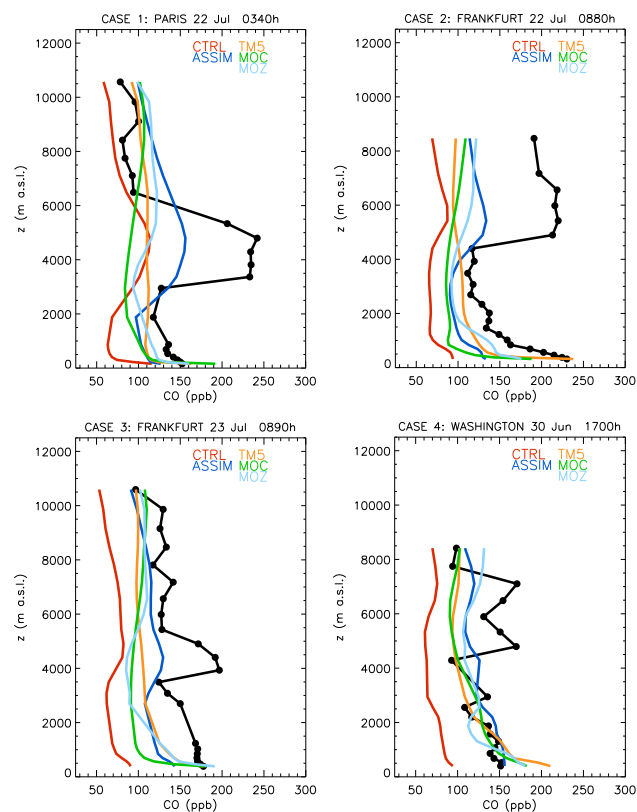 CASE 1: PARIS 22 Jul 0340h
CTRL TM5
ASSIM MOC
MOZ
z (m a.s.l.)
12000
10000
8000
6000
4000
2000
0
50 100 150 200 250 300
CO (ppb)
CASE 2: FRANKFURT 22 Jul 0880h
CTRL TM5
ASSIM MOC
MOZ
z (m a.s.l.)
12000
10000
8000
6000
4000
2000
0
50 100 150 200 250 300
CO (ppb)
CASE 3: FRANKFURT 23 Jul 0890h
CTRL TM5
ASSIM MOC
MOZ
z (m a.s.l.)
12000
10000
8000
6000
4000
2000
0
50 100 150 200 250 300
CO (ppb)
CASE 4: WASHINGTON 30 Jun 1700h
CTRL TM5
ASSIM MOC
MOZ
z (m a.s.l.)
12000
10000
8000
6000
4000
2000
0
50 100 150 200 250 300
CO (ppb)